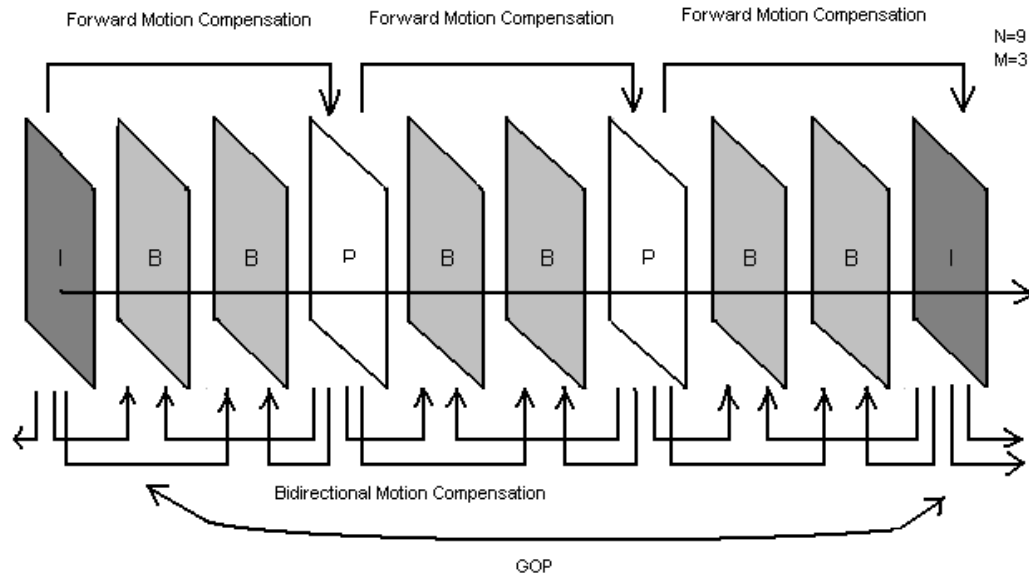 Forward Motion Compensation
Forward Motion Compensation
Forward Motion Compensation
N=9
M=3
I
B
B
P
B
B
P
B
B
I
Bidirectional Motion Compensation
GOP